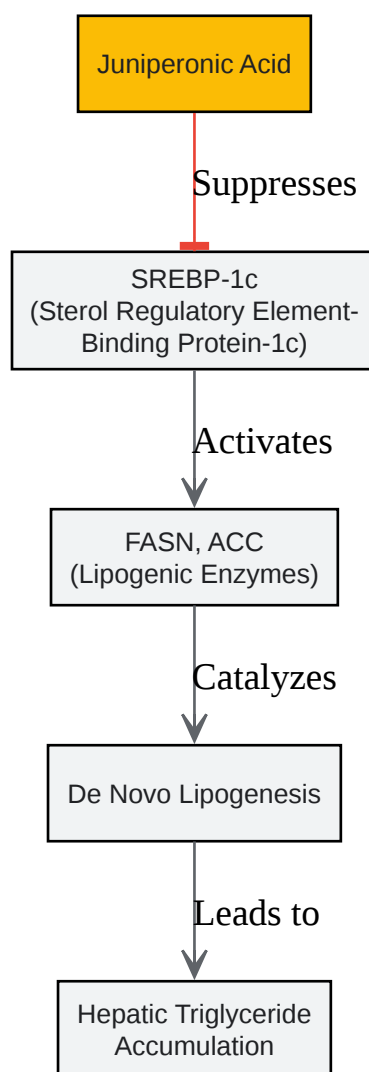 Juniperonic Acid
Suppresses
SREBP-1c
(Sterol Regulatory Element-
Binding Protein-1c)
Activates
FASN, ACC
(Lipogenic Enzymes)
Catalyzes
De Novo Lipogenesis
Leads to
Hepatic Triglyceride
Accumulation